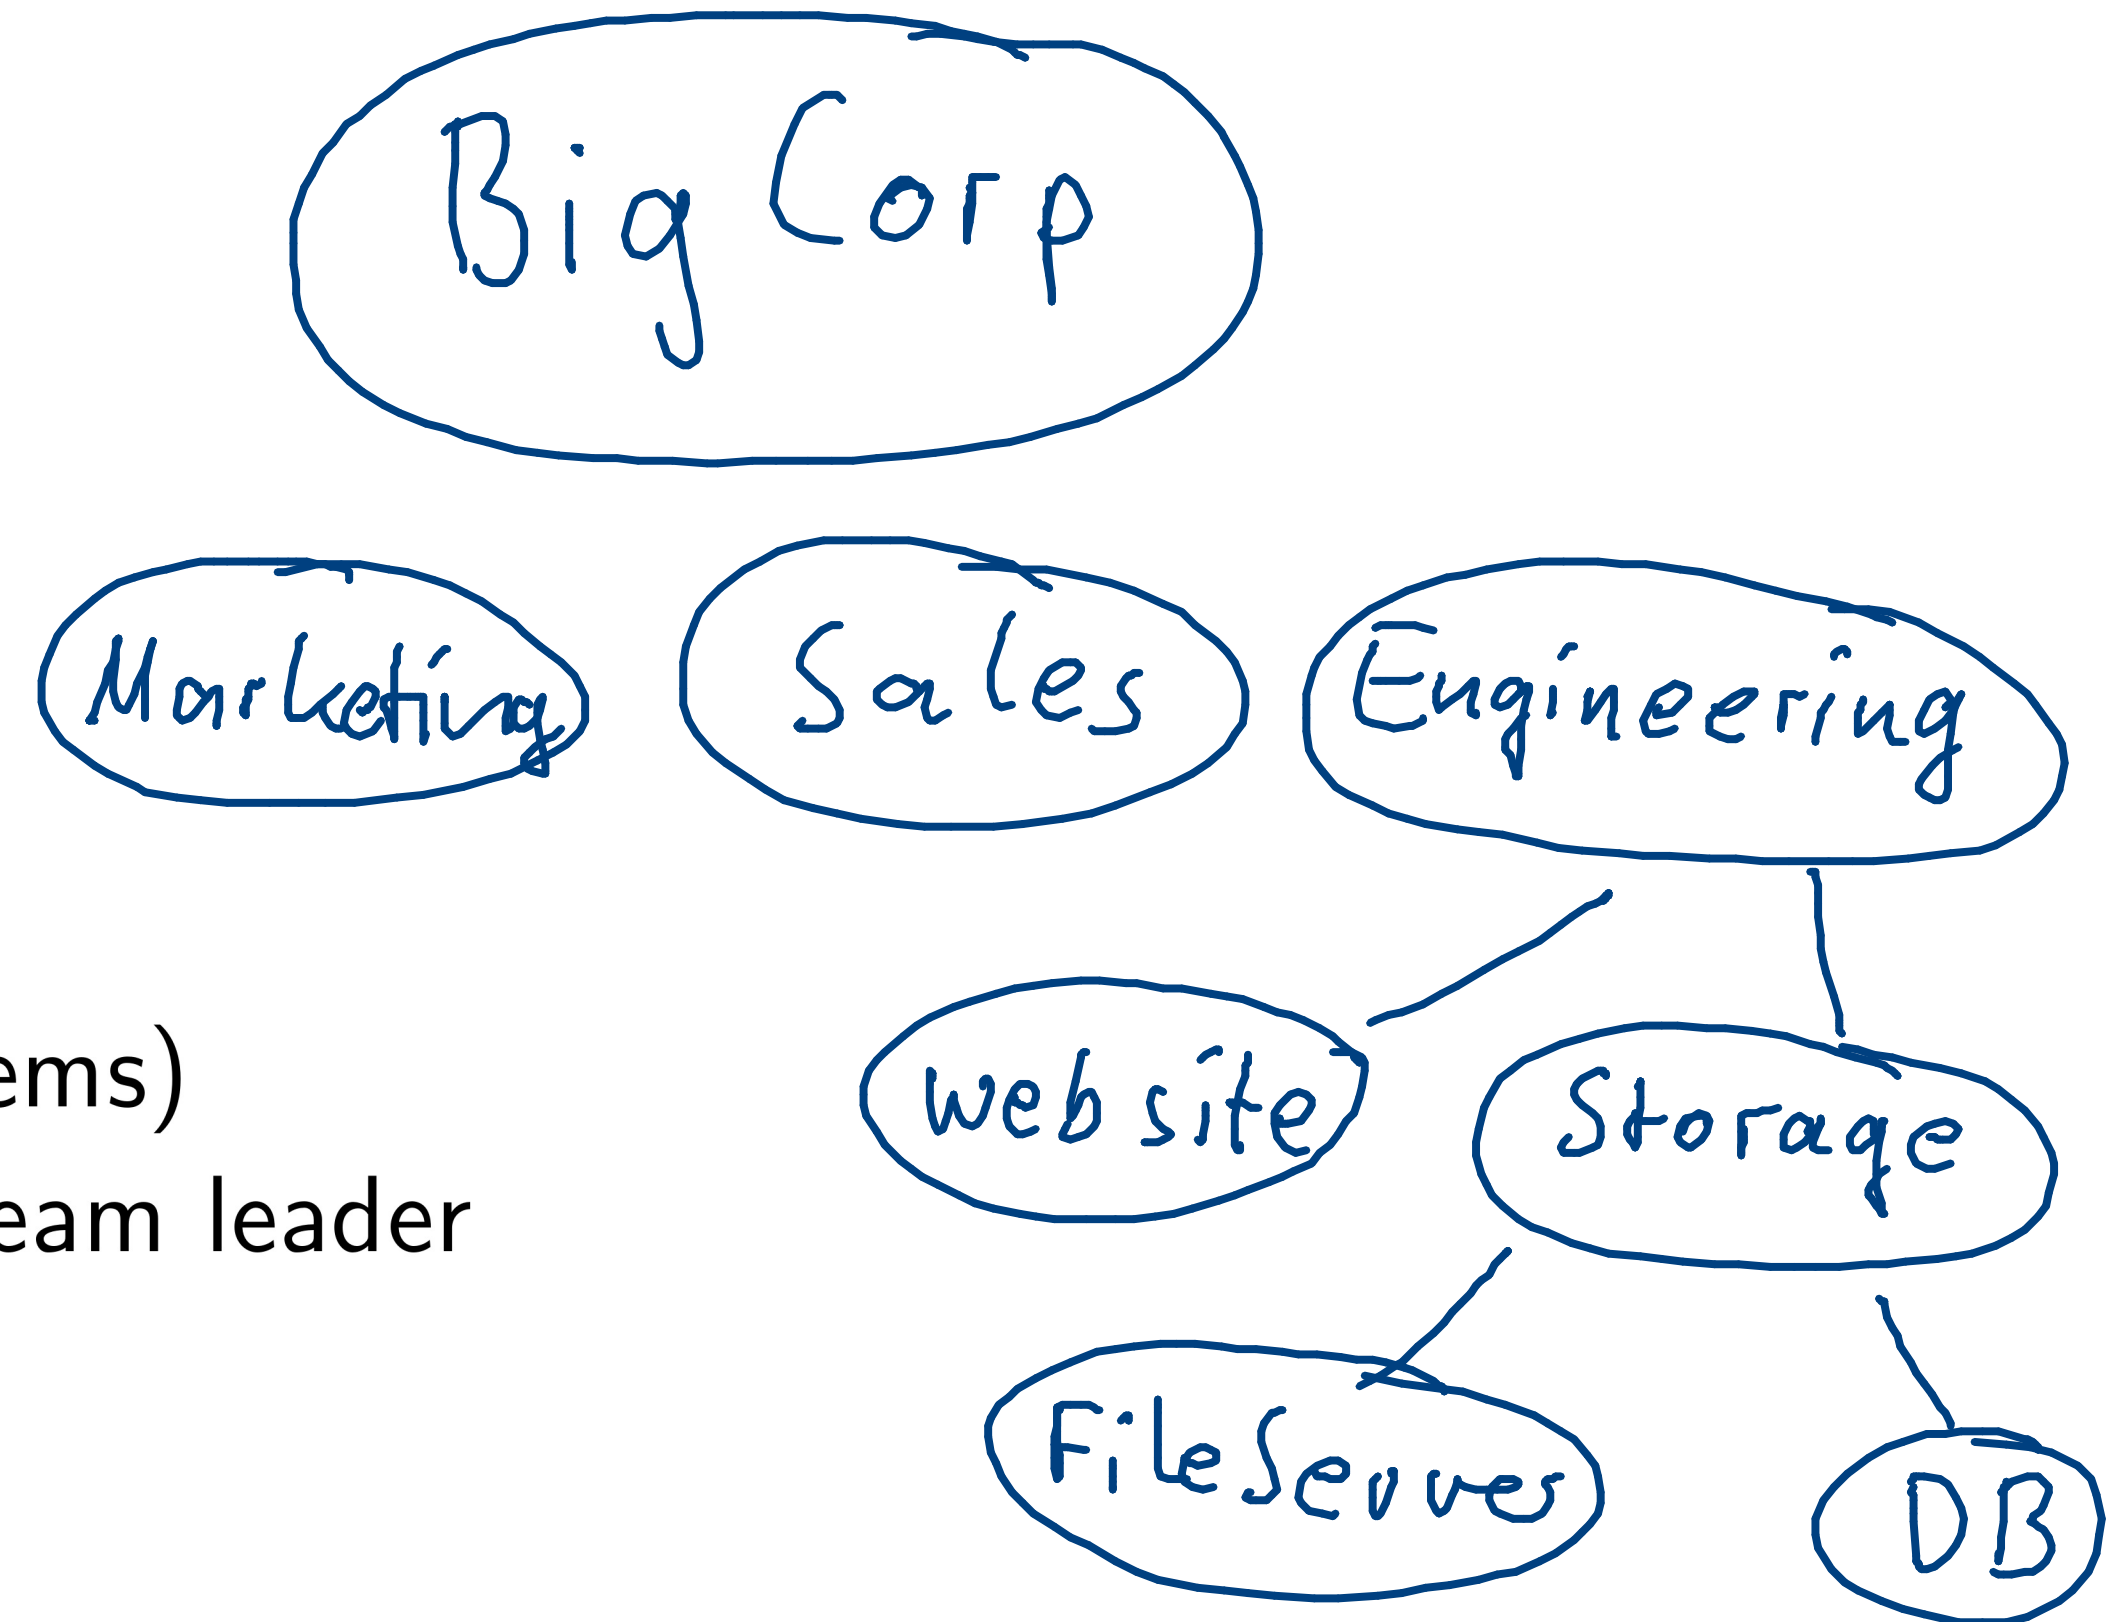 Big Corp
Marketing Sales Engineering
ems)
website Storage
eam leader
FileServer DB